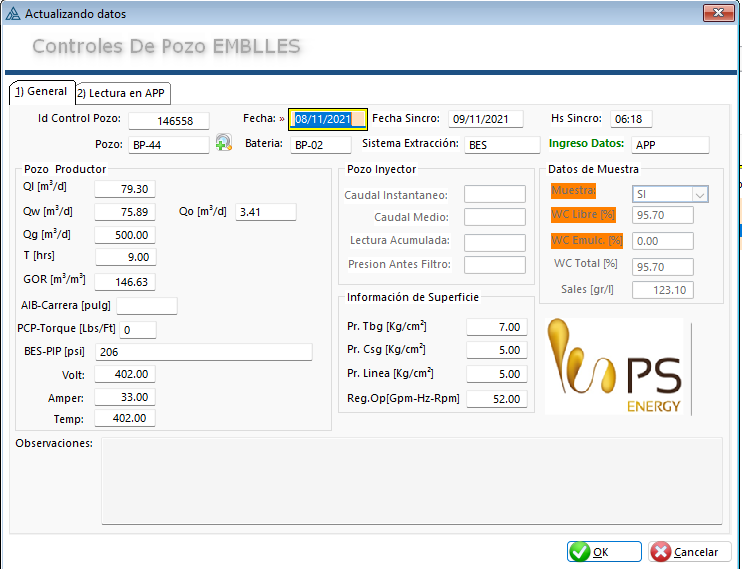 Actualizando datos
Controles De Pozo EMBLLES
1) General 2) Lectura en APP
Id Control Pozo: 146558 Fecha: » 08/11/2021 Fecha Sincro: 09/11/2021 Hs Sincro: 06:18
Pozo: BP-44 Bateria: BP-02 Sistema Extracción: BES Ingreso Datos: APP
Pozo Productor
Ql [m³/d] 79.30
Qw [m³/d] 75.89 Qo [m³/d] 3.41
Qg [m³/d] 500.00
T [hrs] 9.00
GOR [m³/m³] 146.63
AIB-Carrera [pulg]
PCP-Torque [Lbs/Ft] 0
BES-PIP [psi] 206
Volt: 402.00
Amper: 33.00
Temp: 402.00
Pozo Injector
Caudal Instantaneo:
Caudal Medio:
Lectura Acumulada:
Presion Antes Filtro:
Información de Superficie
Pr. Tbg [Kg/cm²] 7.00
Pr. Csg [Kg/cm²] 5.00
Pr. Linea [Kg/cm²] 5.00
Reg.Op[Gpm-Hz-Rpm] 52.00
Datos de Muestra
Muestra: SI
WC Libre [%] 95.70
WC Emulc. [%] 0.00
WC Total [%] 95.70
Sales [gr/l] 123.10
PS
ENERGY
Observaciones:
OK Cancelar